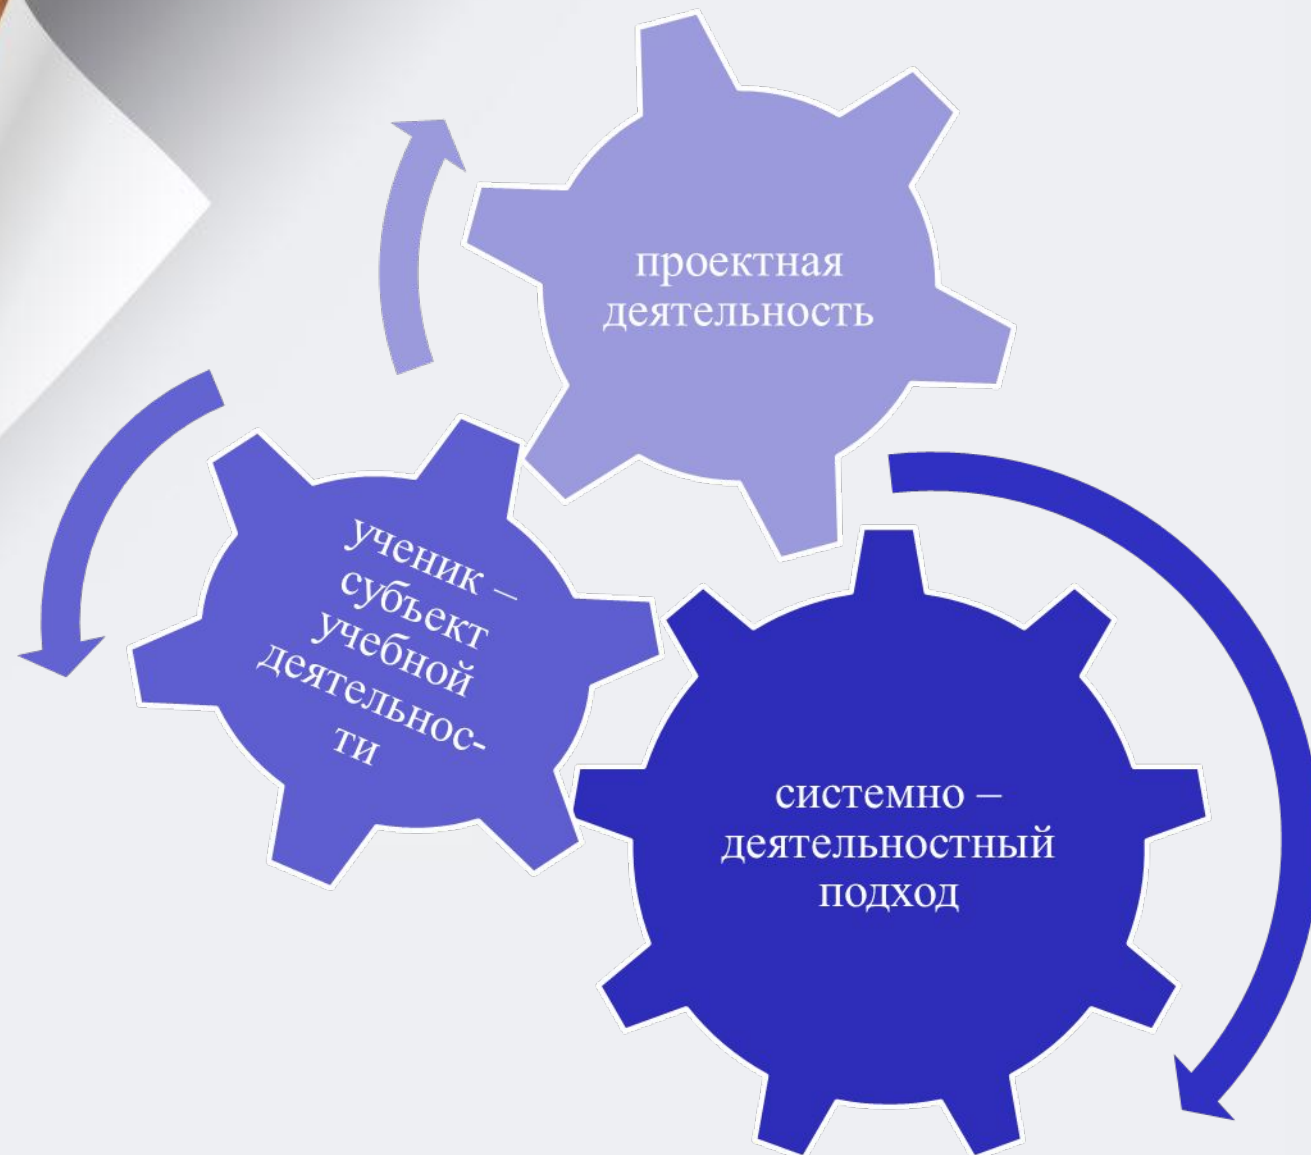 проектная
деятельность
ученик –
субъект
учебной
деятельнос-
ти
системно –
деятельностный
подход